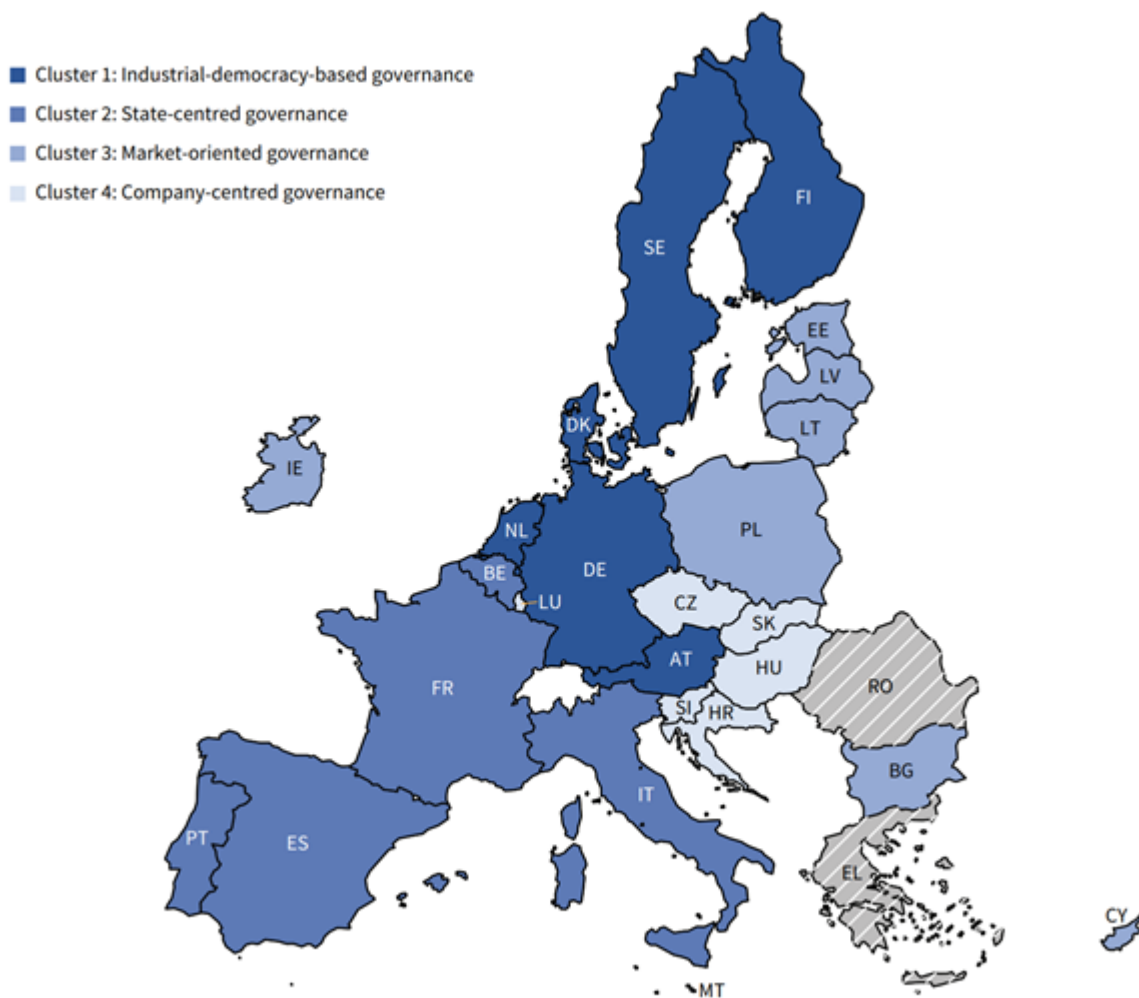 Cluster 1: Industrial-democracy-based governance
Cluster 2: State-centred governance
Cluster 3: Market-oriented governance
Cluster 4: Company-centred governance
FI
SE
EE
LV
LT
DK
IE
NL
PL
DE
BE
LU
CZ
SK
AT
HU
FR
RO
SI
HR
BG
IT
PT
ES
EL
CY
MT